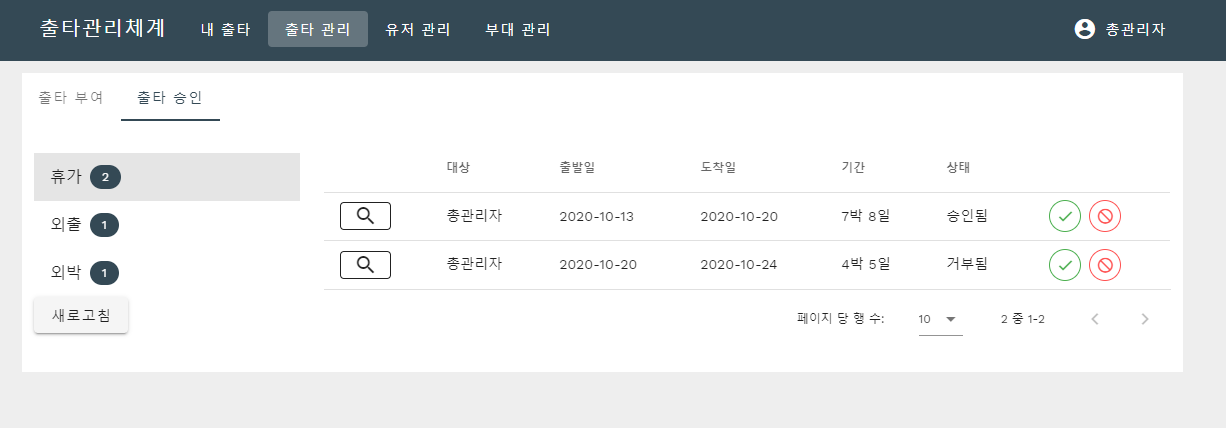 출타관리체계 내 출타 출타 관리 유저 관리 부대 관리 총관리자
출타 부여 출타 승인
휴가 2
외출 1
외박 1
새로고침
대상 출발일 도착일 기간 상태
총관리자 2020-10-13 2020-10-20 7박 8일 승인됨
총관리자 2020-10-20 2020-10-24 4박 5일 거부됨
페이지 당 행 수: 10 2 중 1-2